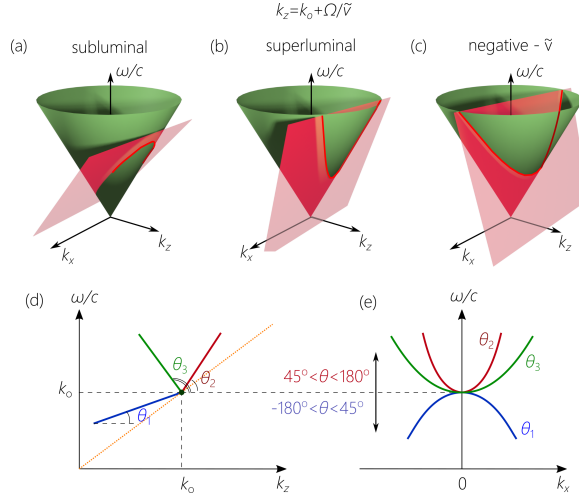 k_z=k_o+Ω/ṽ
(a) subluminal
(b) superluminal
(c) negative - ṽ
ω/c
ω/c
ω/c
k_x
k_z
k_x
k_z
k_x
k_z
(d)
ω/c
(e)
ω/c
θ_3
θ_2
θ_1
k_o
k_o
k_z
45°<θ<180°
-180°<θ<45°
θ_2
θ_3
θ_1
0
k_x